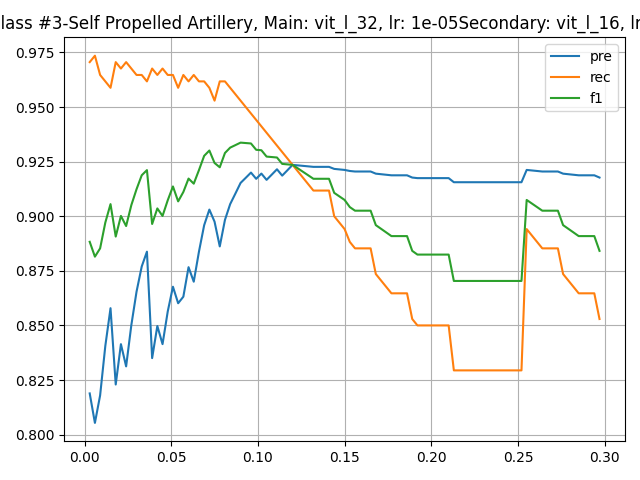 lass #3-Self Propelled Artillery, Main: vit_l_32, lr: 1e-05Secondary: vit_l_16, lr
0.975
0.950
0.925
0.900
0.875
0.850
0.825
0.800
0.00 0.05 0.10 0.15 0.20 0.25 0.30
pre
rec
f1